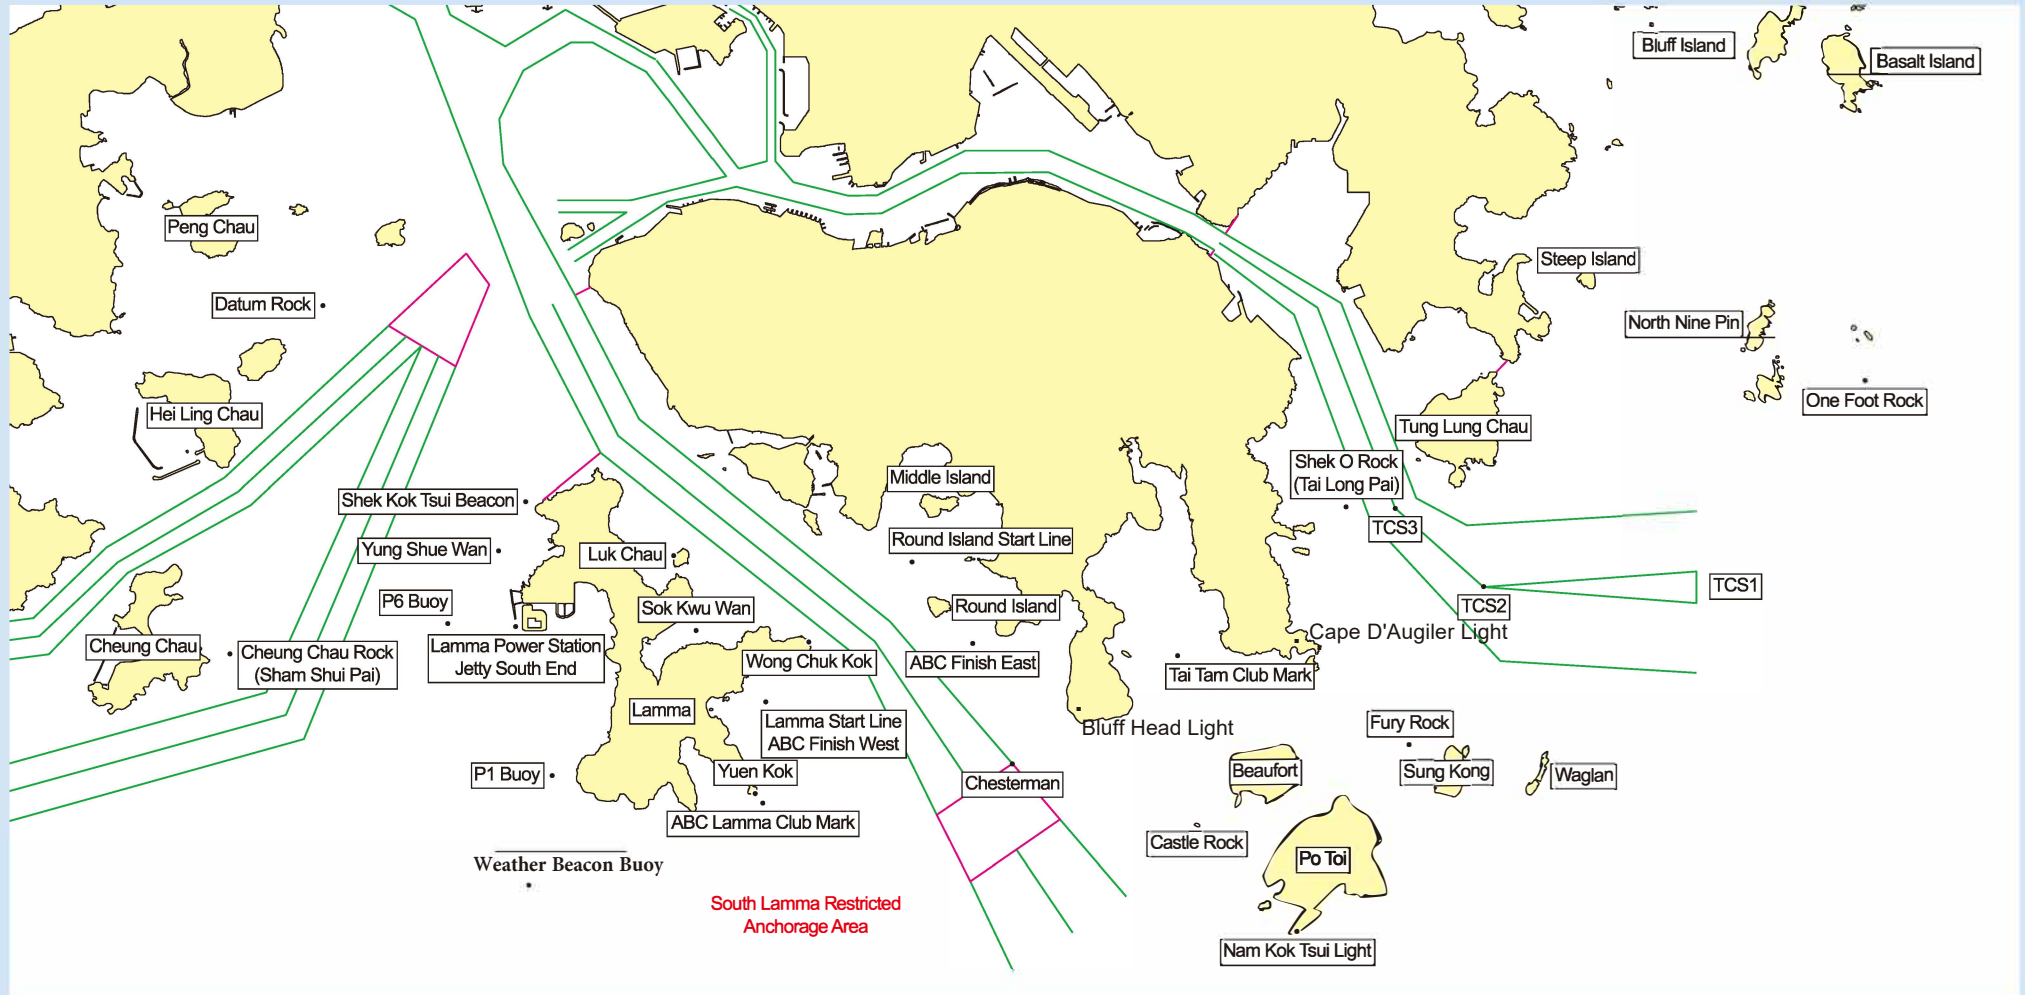 Bluff Island
Basalt Island
Peng Chau
Steep Island
Datum Rock
North Nine Pin
One Foot Rock
Hei Ling Chau
Tung Lung Chau
Shek O Rock
(Tai Long Pai)
Middle Island
Shek Kok Tsui Beacon
TCS3
Round Island Start Line
Yung Shue Wan
Luk Chau
TCS1
P6 Buoy
Sok Kwu Wan
Round Island
TCS2
Cape D'Augiler Light
Cheung Chau
Cheung Chau Rock
(Sham Shui Pai)
Lamma Power Station
Jetty South End
Wong Chuk Kok
ABC Finish East
Tai Tam Club Mark
Lamma
Lamma Start Line
ABC Finish West
Bluff Head Light
Fury Rock
P1 Buoy
Yuen Kok
Chesterman
Beaufort
Sung Kong
Waglan
ABC Lamma Club Mark
Castle Rock
Po Toi
Weather Beacon Buoy
South Lamma Restricted
Anchorage Area
Nam Kok Tsui Light